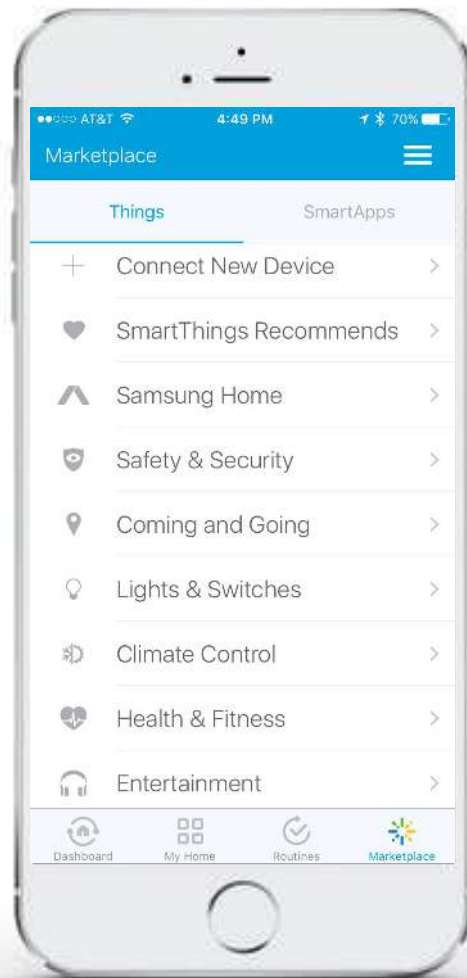 AT&T 4:49 PM 70%
Marketplace
Things SmartApps
Connect New Device
SmartThings Recommends
Samsung Home
Safety & Security
Coming and Going
Lights & Switches
Climate Control
Health & Fitness
Entertainment
Dashboard My Home Routines Marketplace